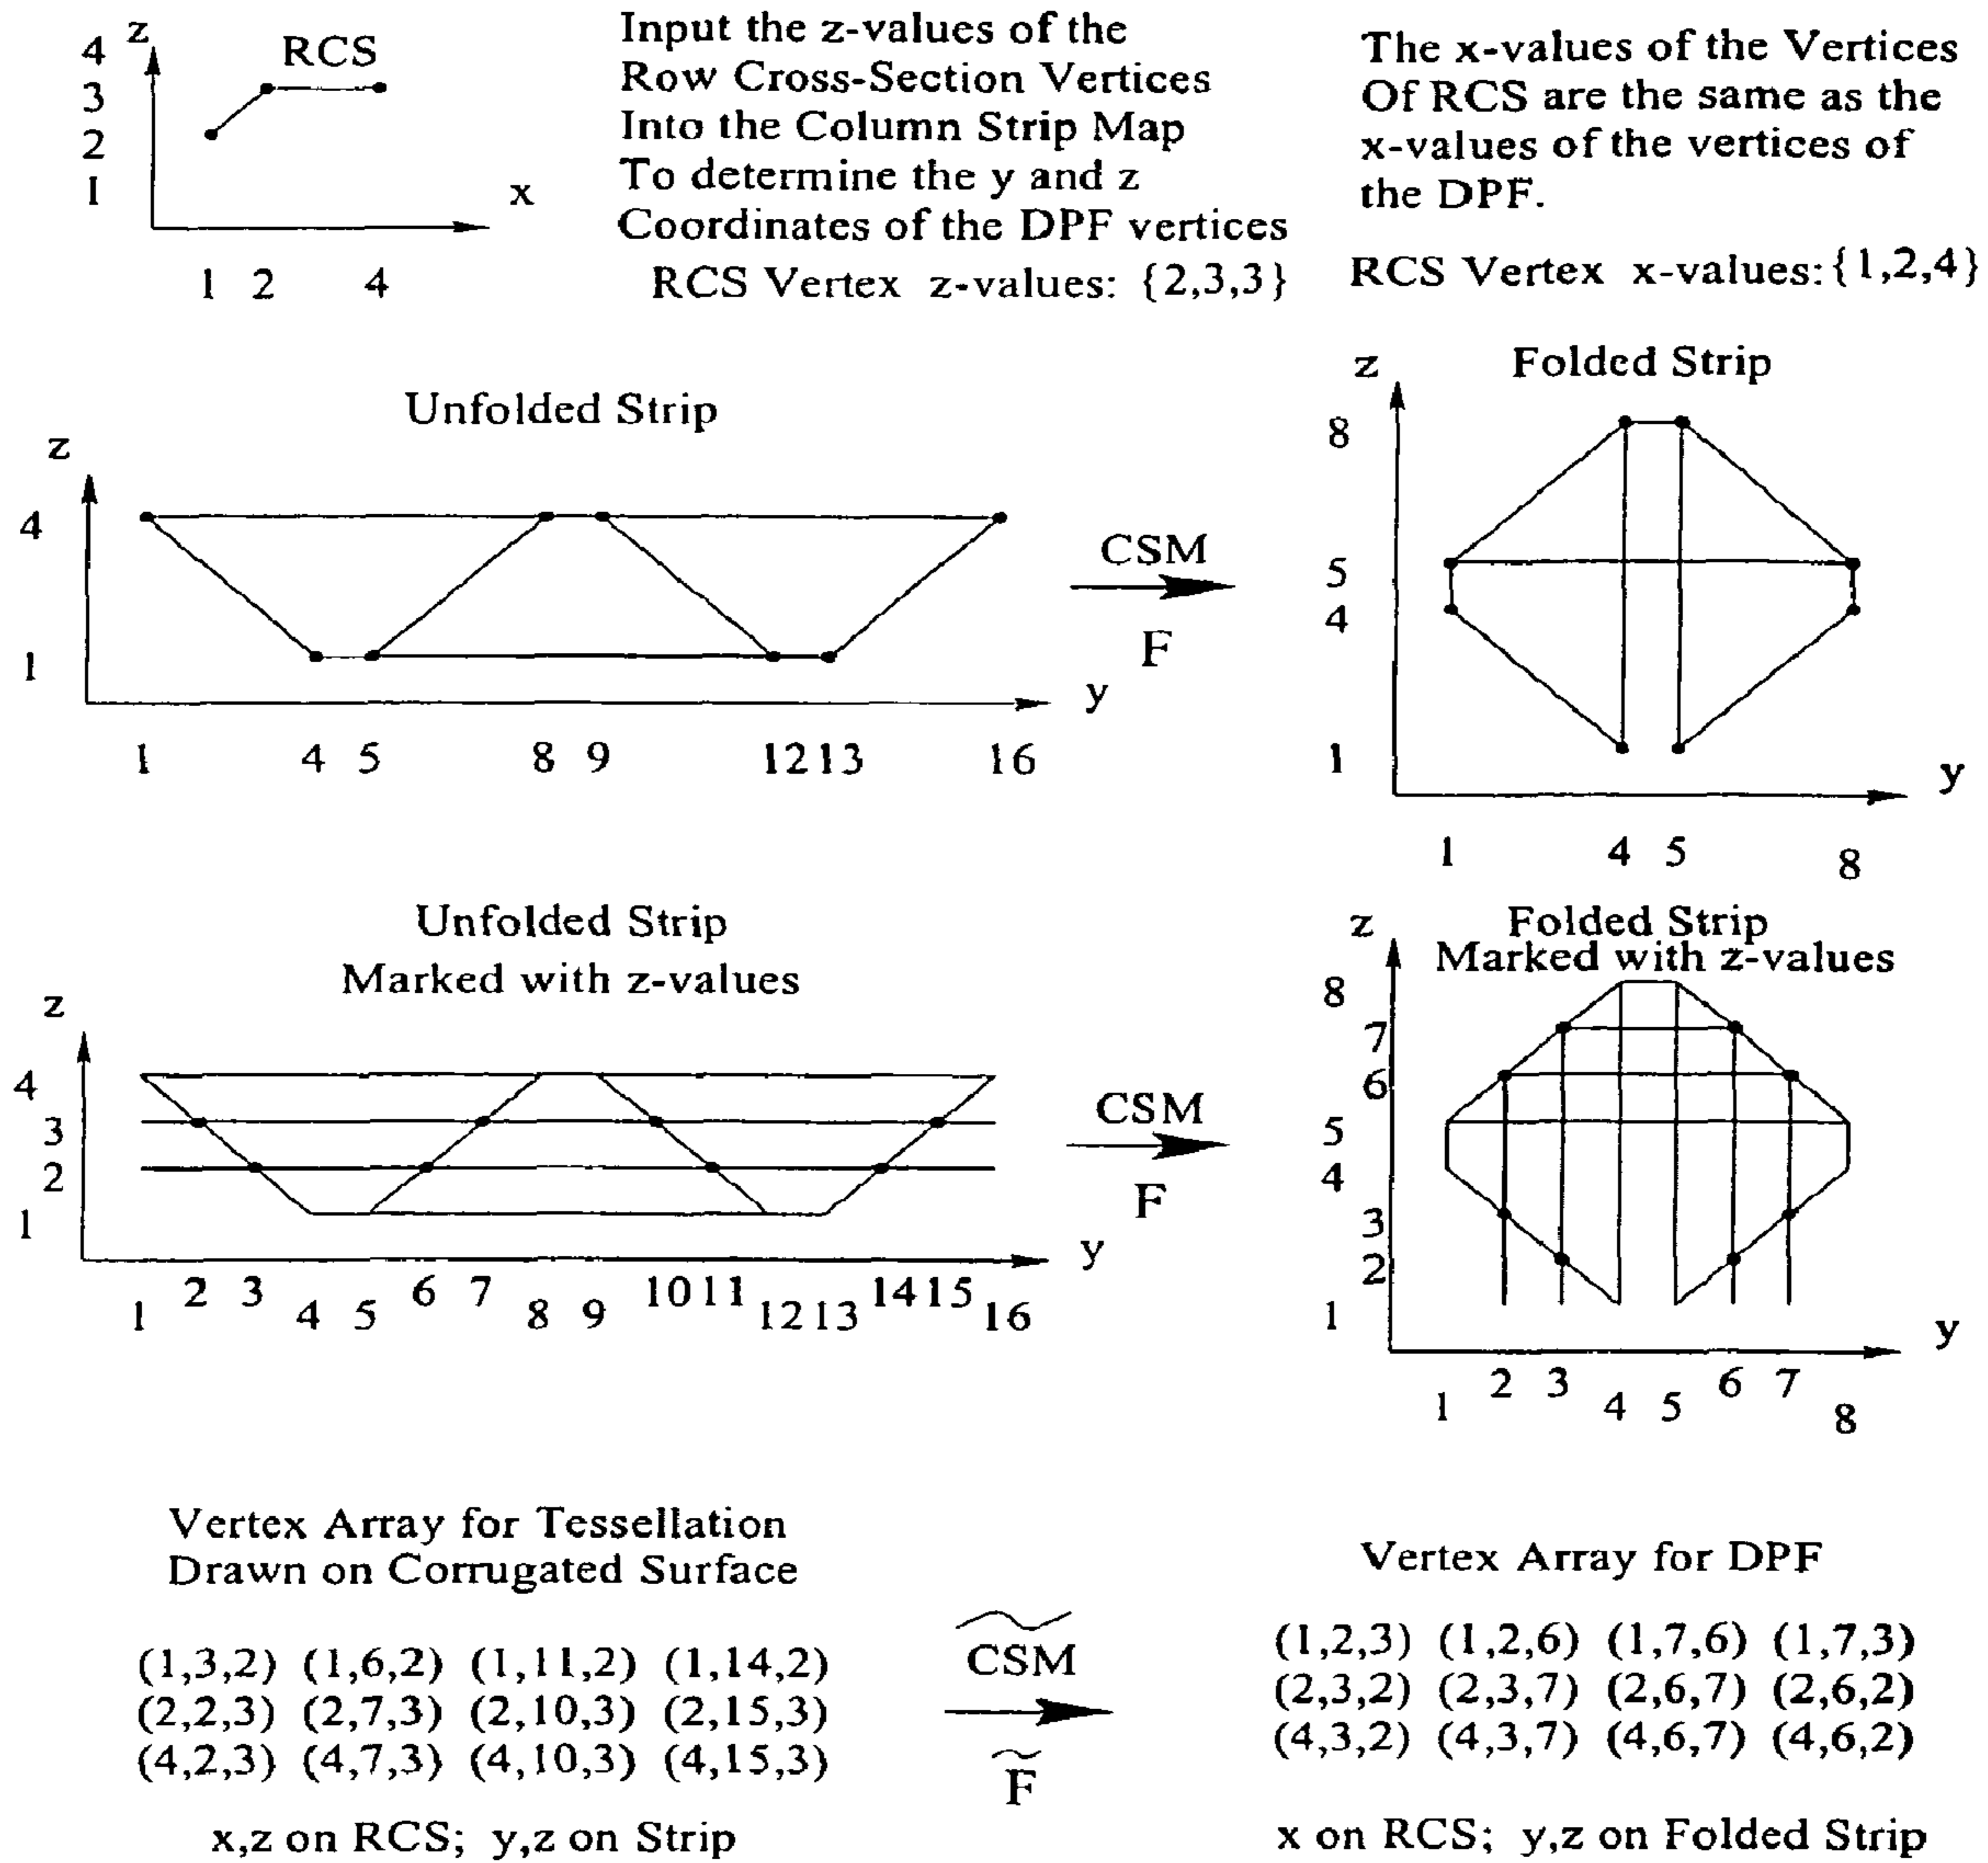 4 z
RCS
3
2
1
x
1 2 4
Input the z-values of the
Row Cross-Section Vertices
Into the Column Strip Map
To determine the y and z
Coordinates of the DPF vertices
RCS Vertex z-values: {2,3,3}
The x-values of the Vertices
Of RCS are the same as the
x-values of the vertices of
the DPF.
RCS Vertex x-values:{1,2,4}
Unfolded Strip
z
4
1
y
1 4 5 8 9 12 13 16
CSM
F
Folded Strip
z
8
5
4
1
y
1 4 5 8
Unfolded Strip
Marked with z-values
z
4
3
2
1
y
2 3 6 7 10 11 14 15
1 4 5 8 9 12 13 16
CSM
F
Folded Strip
Marked with z-values
z
8
7
6
5
4
3
2
1
y
2 3 6 7
1 4 5 8
Vertex Array for Tessellation
Drawn on Corrugated Surface
(1,3,2) (1,6,2) (1,11,2) (1,14,2)
(2,2,3) (2,7,3) (2,10,3) (2,15,3)
(4,2,3) (4,7,3) (4,10,3) (4,15,3)
x,z on RCS; y,z on Strip
CSM
F
Vertex Array for DPF
(1,2,3) (1,2,6) (1,7,6) (1,7,3)
(2,3,2) (2,3,7) (2,6,7) (2,6,2)
(4,3,2) (4,3,7) (4,6,7) (4,6,2)
x on RCS; y,z on Folded Strip